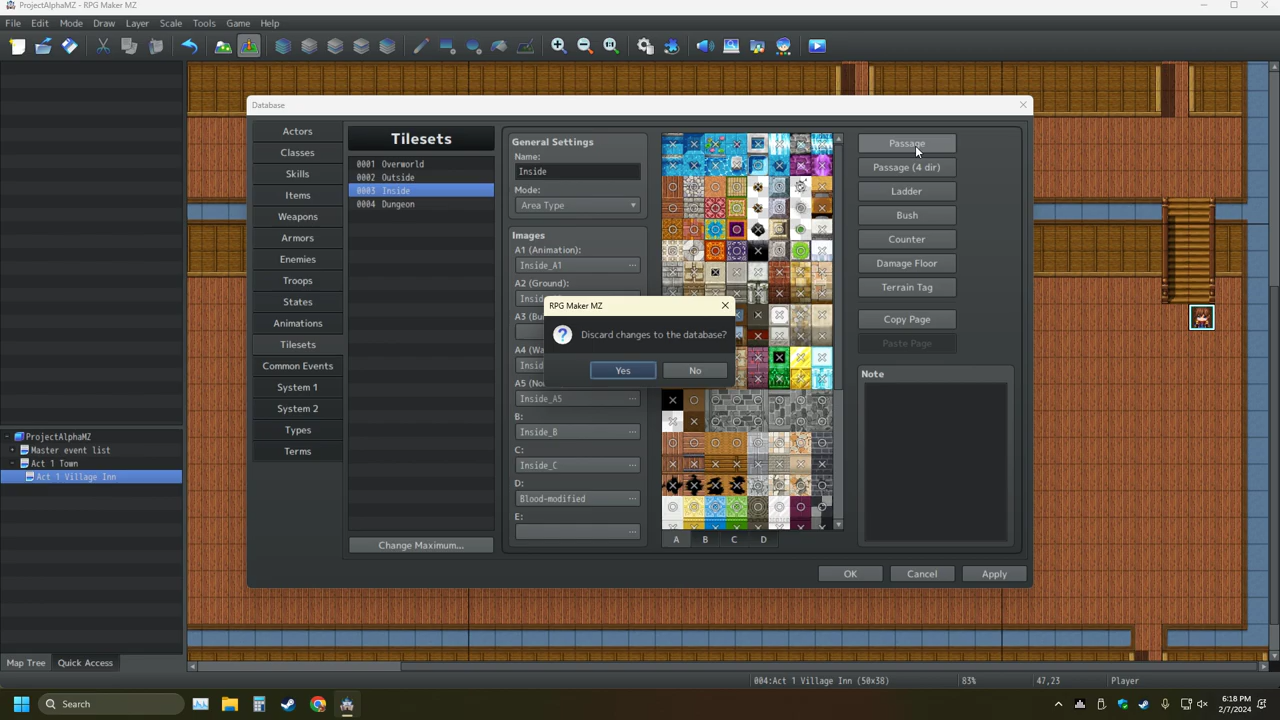 ProjectAlphaMZ - RPG Maker MZ
File Edit Mode Draw Layer Scale Tools Game Help
Database
Actors
Classes
Skills
Items
Weapons
Armors
Enemies
Troops
States
Animations
Tilesets
Common Events
System 1
System 2
Types
Terms
Tilesets
0001 Overworld
0002 Outside
0003 Inside
0004 Dungeon
Change Maximum...
General Settings
Name:
Inside
Mode:
Area Type
Images
A1 (Animation):
Inside_A1 ...
A2 (Ground):
A5
Inside_A5 ...
B:
Inside_B ...
C:
Inside_C ...
D:
Blood-modified ...
E:
...
A B C D
Passage
Passage (4 dir)
Ladder
Bush
Counter
Damage Floor
Terrain Tag
Copy Page
Paste Page
Note
OK Cancel Apply
RPG Maker MZ
Discard changes to the database?
Yes No
ProjectAlphaMZ
Master event list
Act 1 Town
Act 1 Village Inn
Map Tree Quick Access
004:Act 1 Village Inn (50x38) 83% 47,23 Player
Search
6:18 PM
2/7/2024